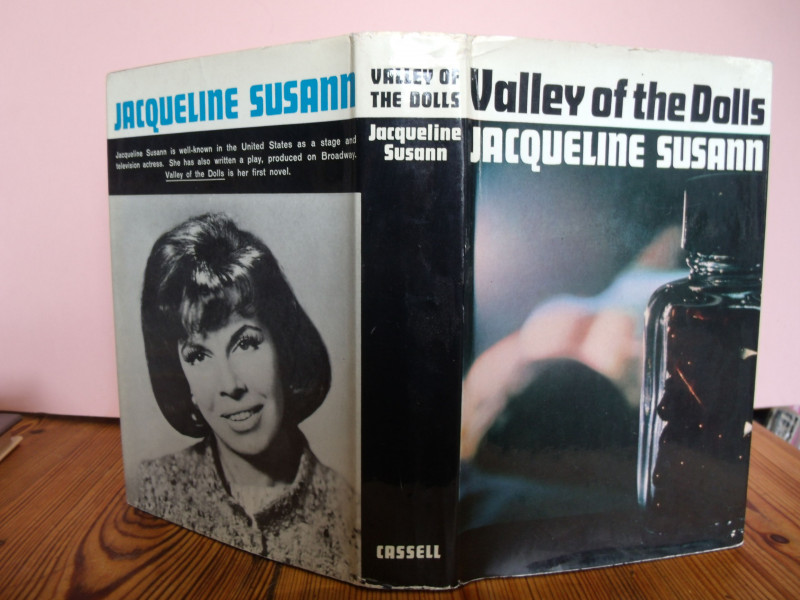 JACQUELINE SUSANN
Jacqueline Susann is well-known in the United States as a stage and
television actress. She has also written a play, produced on Broadway.
Valley of the Dolls is her first novel.
VALLEY OF
THE DOLLS
Jacqueline
Susann
CASSELL
Valley of the Dolls
JACQUELINE SUSANN